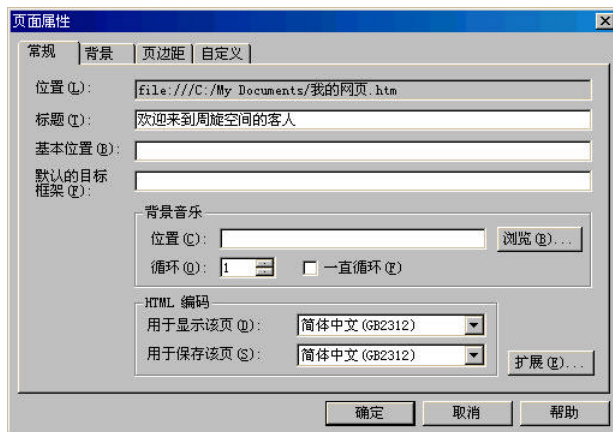 页面属性
常规 背景 页边距 自定义
位置(L): file:///C:/My Documents/我的网页.htm
标题(T): 欢迎来到周旋空间的客人
基本位置(B):
默认的目标
框架(F):
背景音乐
位置(C): 浏览(B)...
循环(O): 1 一直循环(F)
HTML 编码
用于显示该页(D): 简体中文(GB2312)
用于保存该页(S): 简体中文(GB2312)
扩展(E)...
确定 取消 帮助